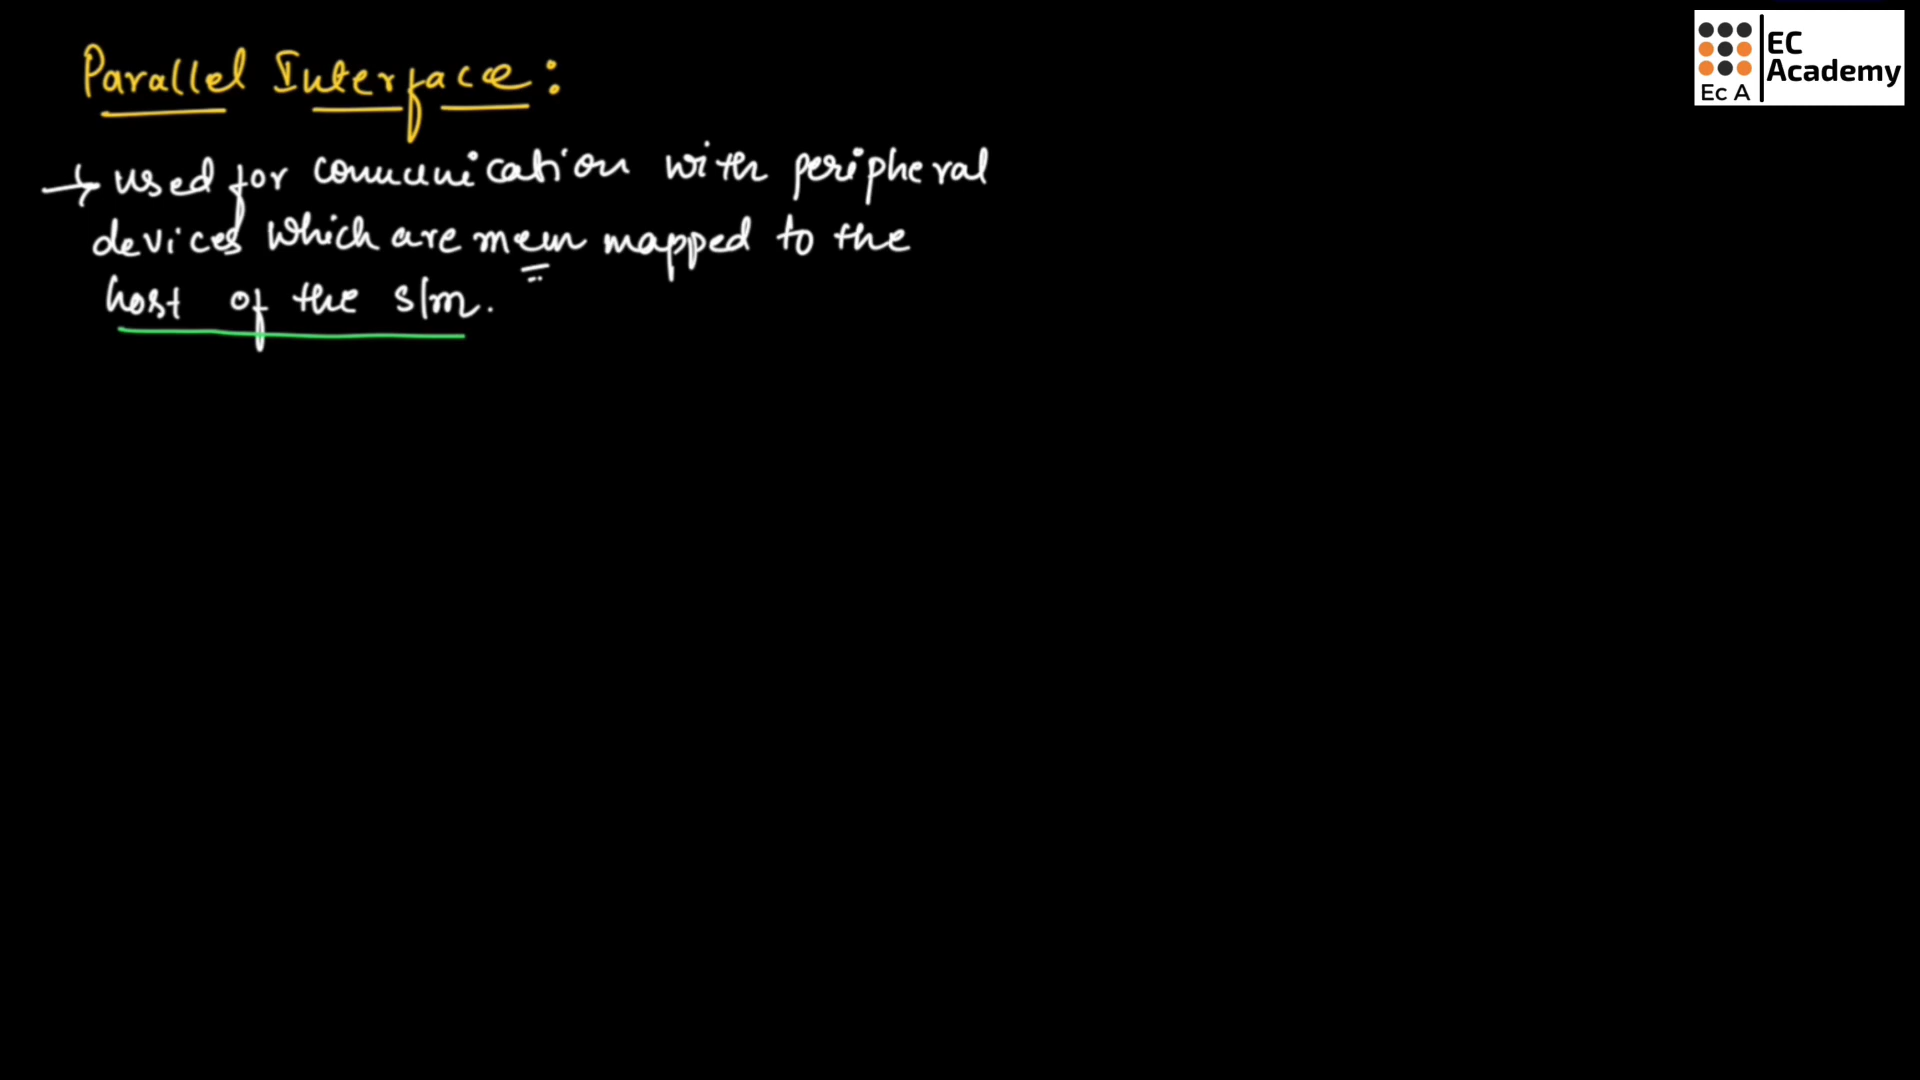 Parallel Interface:
→ used for communication with peripheral
devices which are mem mapped to the
host of the s/m.
EC
Academy
Ec A